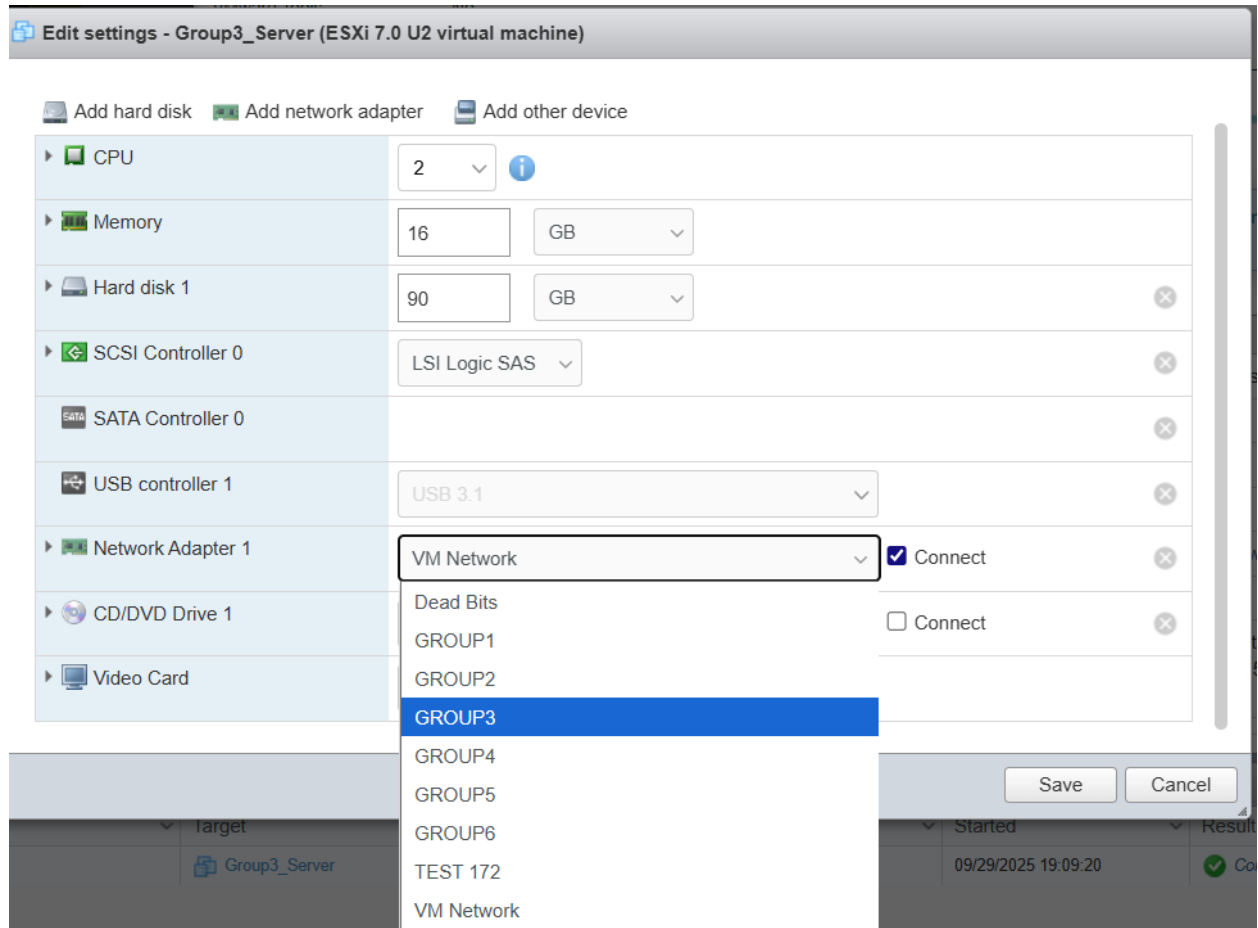 Edit settings - Group3_Server (ESXi 7.0 U2 virtual machine)
Add hard disk Add network adapter Add other device
CPU 2
Memory 16 GB
Hard disk 1 90 GB
SCSI Controller 0 LSI Logic SAS
SATA SATA Controller 0
USB controller 1 USB 3.1
Network Adapter 1 VM Network Connect
Dead Bits
CD/DVD Drive 1 Connect
GROUP1
GROUP2
Video Card
GROUP3
GROUP4
GROUP5
GROUP6
TEST 172
VM Network
Save Cancel
Target Started Result
Group3_Server 09/29/2025 19:09:20